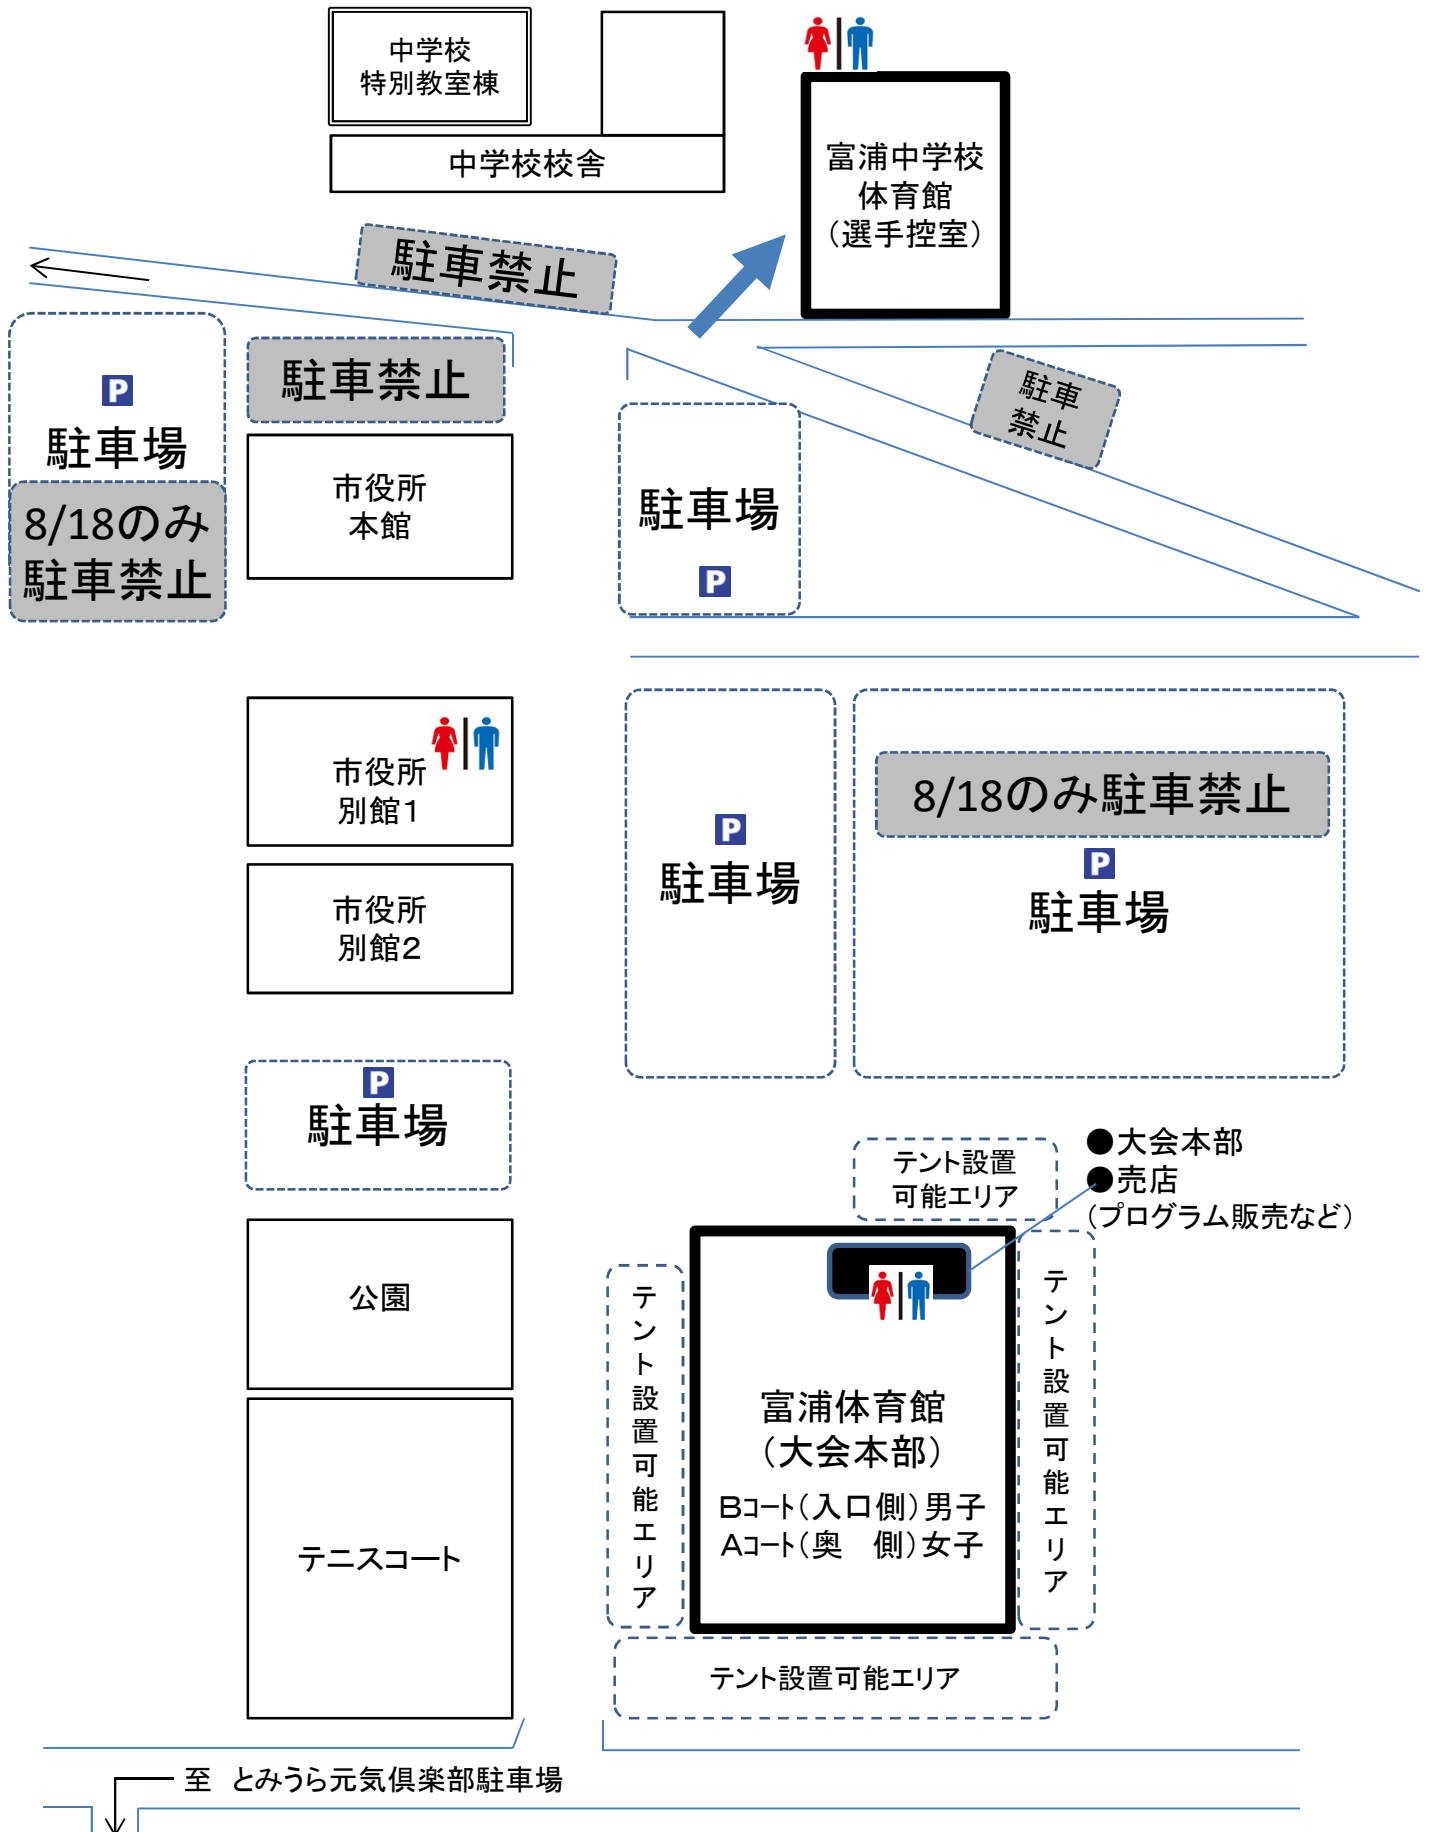 中学校
特別教室棟
中学校校舎
富浦中学校
体育館
（選手控室）
駐車禁止
P
駐車場
8/18のみ
駐車禁止
駐車禁止
市役所
本館
駐車場
P
駐車
禁止
市役所
別館1
市役所
別館2
P
駐車場
8/18のみ駐車禁止
P
駐車場
P
駐車場
テント設置
可能エリア
●大会本部
●売店
（プログラム販売など）
公園
テニスコート
テント設置可能エリア
富浦体育館
（大会本部）
Bコート（入口側）男子
Aコート（奥　側）女子
テント設置可能エリア
テント設置可能エリア
至　とみうら元気倶楽部駐車場